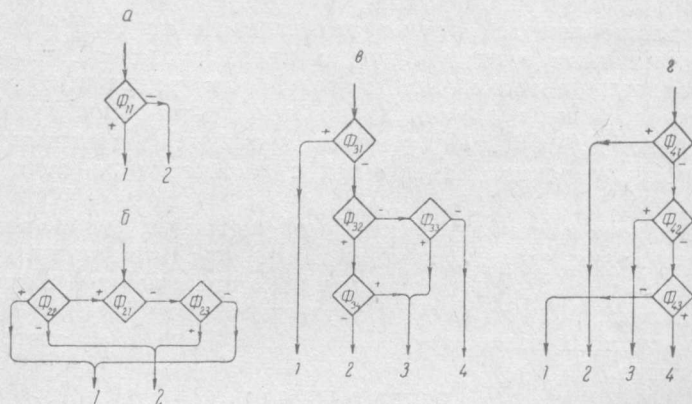 а
Ф₁₁
+ −
1 2
б
+ Ф₂₂ + Ф₂₁ − Ф₂₃ −
− +
1 2
в
+ Ф₃₁
−
Ф₃₂ − Ф₃₃ −
+ +
Ф₃₄ +
−
1 2 3 4
г
Ф₄₁ +
−
+ Ф₄₂
−
− Ф₄₃
+
1 2 3 4